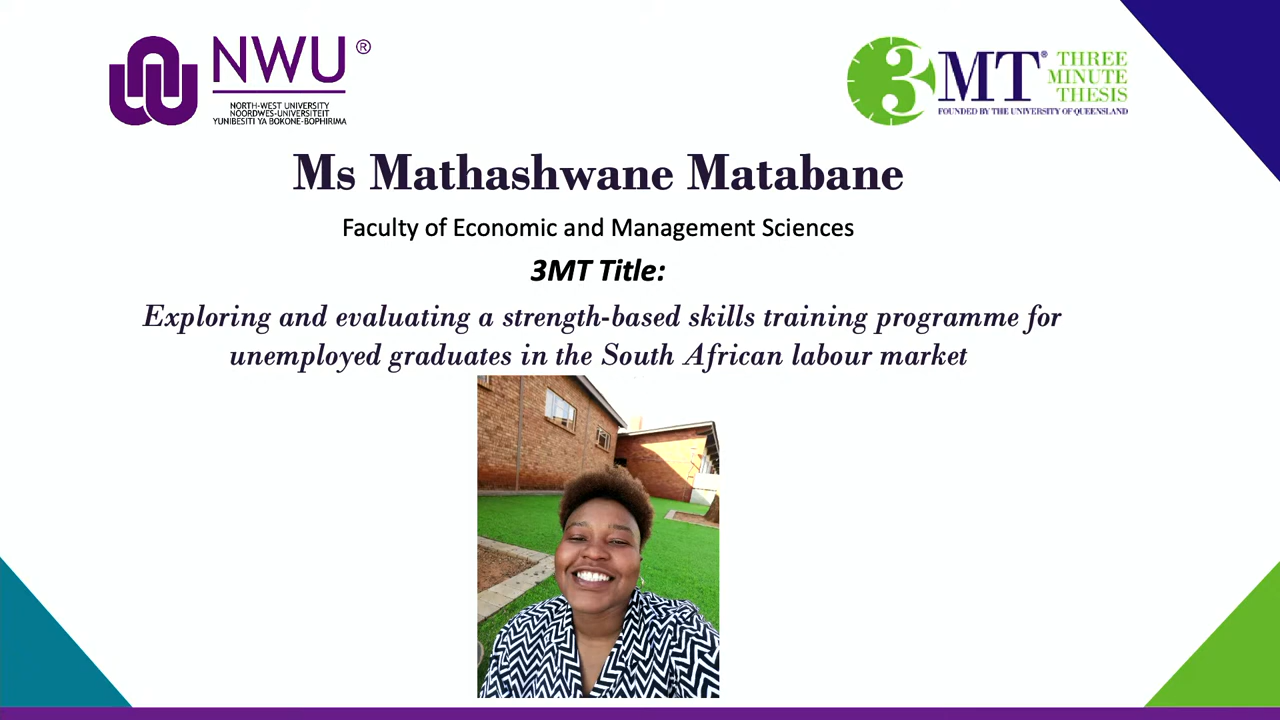 NWU®
NORTH-WEST UNIVERSITY
NOORDWES-UNIVERSITEIT
YUNIBESITI YA BOKONE-BOPHIRIMA
3MT® THREE
MINUTE
THESIS
FOUNDED BY THE UNIVERSITY OF QUEENSLAND
Ms Mathashwane Matabane
Faculty of Economic and Management Sciences
3MT Title:
Exploring and evaluating a strength-based skills training programme for
unemployed graduates in the South African labour market